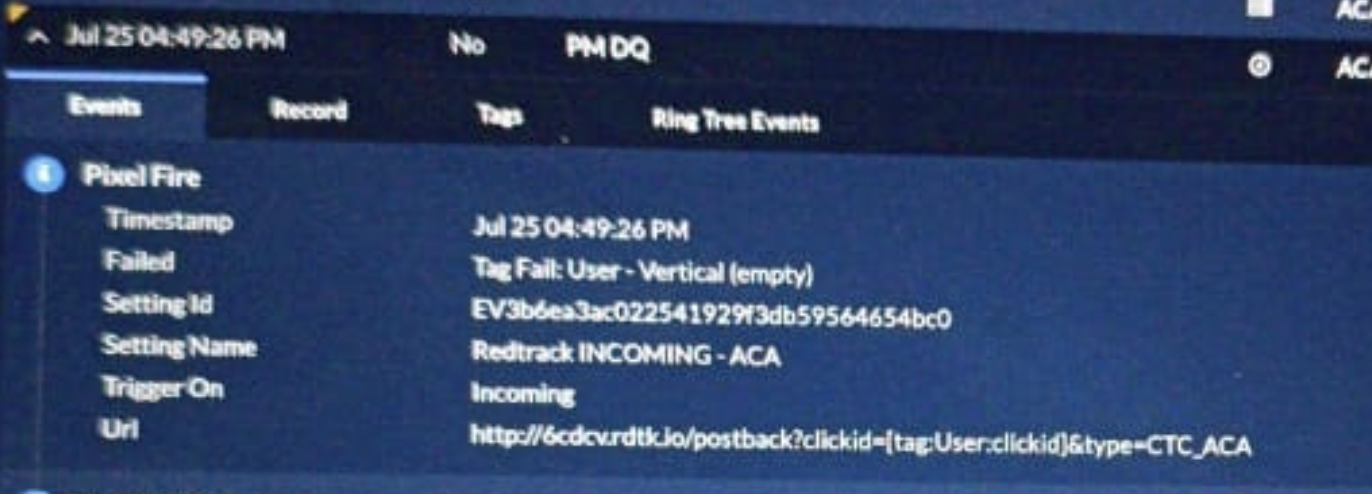 ACA
Jul 25 04:49:26 PM No PM DQ ACA
Events Record Tags Ring Tree Events
Pixel Fire
Timestamp Jul 25 04:49:26 PM
Failed Tag Fail: User - Vertical (empty)
Setting Id EV3b6ea3ac022541929f3db59564654bc0
Setting Name Redtrack INCOMING - ACA
Trigger On Incoming
Url http://6cdcv.rdtk.io/postback?clickid=[tag:User:clickid]&type=CTC_ACA